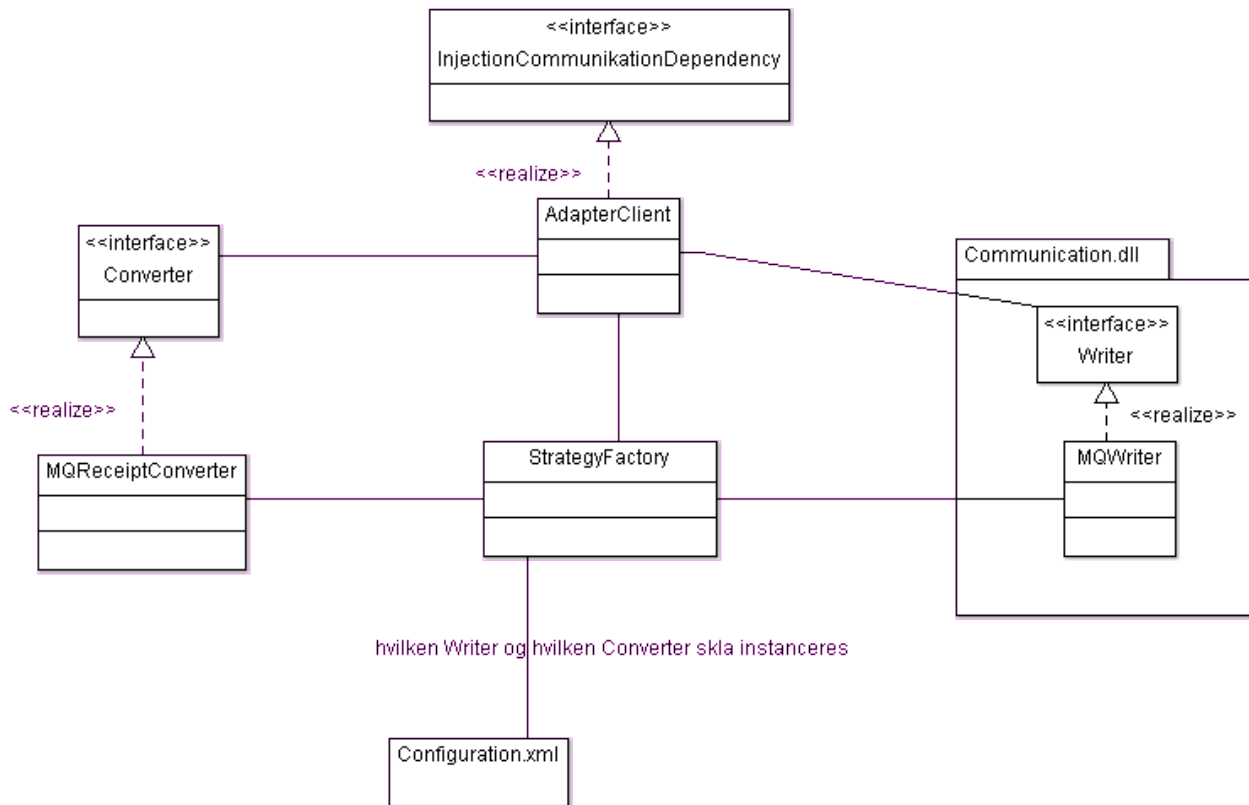 <<interface>>
InjectionCommunikationDependency
<<realize>>
AdapterClient
<<interface>>
Converter
Communication.dll
<<interface>>
Writer
<<realize>>
<<realize>>
MQReceiptConverter
StrategyFactory
MQWriter
hvilken Writer og hvilken Converter skla instanceres
Configuration.xml